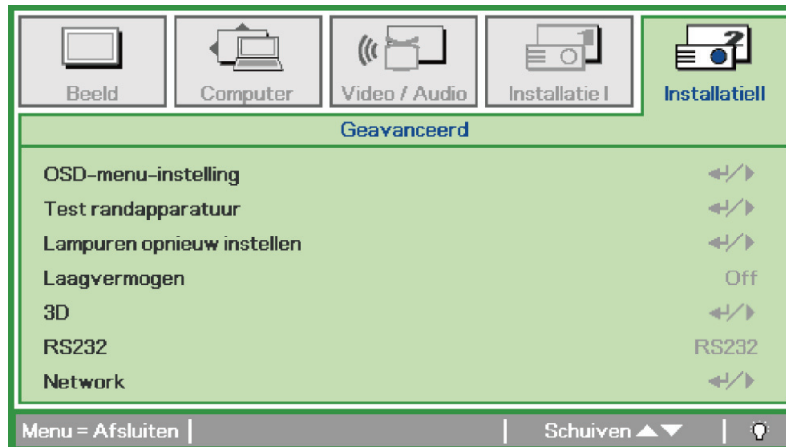 Beeld Computer Video / Audio Installatie I InstallatieII
Geavanceerd
OSD-menu-instelling
Test randapparatuur
Lampuren opnieuw instellen
Laagvermogen Off
3D
RS232 RS232
Network
Menu = Afsluiten Schuiven